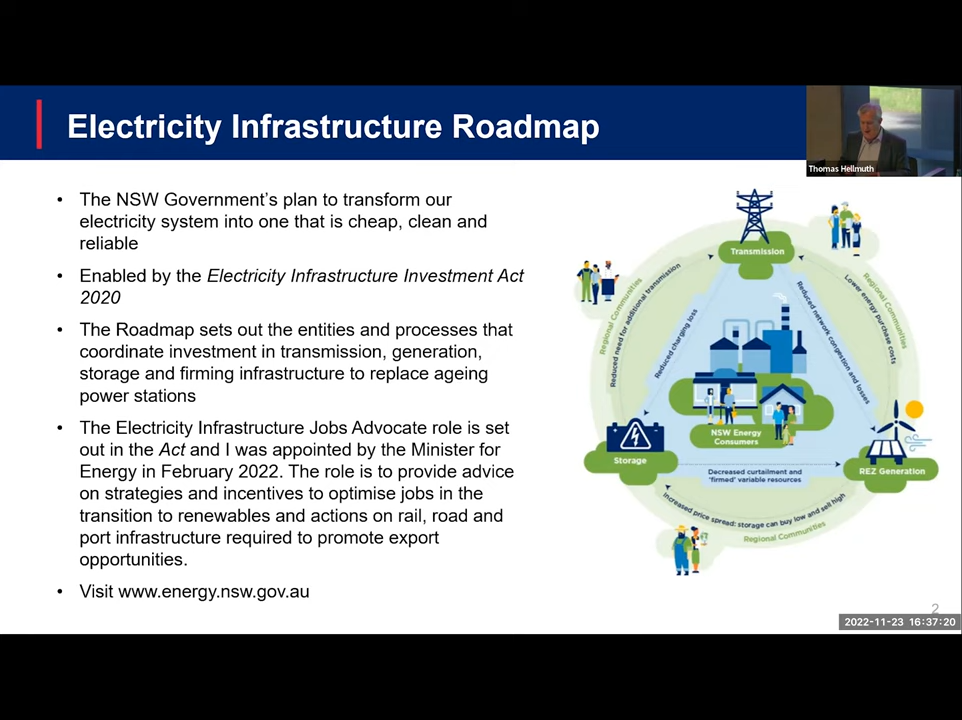 Electricity Infrastructure Roadmap
Thomas Hellmuth
• The NSW Government's plan to transform our
electricity system into one that is cheap, clean and
reliable
• Enabled by the Electricity Infrastructure Investment Act
2020
• The Roadmap sets out the entities and processes that
coordinate investment in transmission, generation,
storage and firming infrastructure to replace ageing
power stations
• The Electricity Infrastructure Jobs Advocate role is set
out in the Act and I was appointed by the Minister for
Energy in February 2022. The role is to provide advice
on strategies and incentives to optimise jobs in the
transition to renewables and actions on rail, road and
port infrastructure required to promote export
opportunities.
• Visit www.energy.nsw.gov.au
Transmission
Regional Communities
Reduced need for additional transmission
Reduced charging loss
Reduced network congestion and losses
Lower energy purchase costs
Regional Communities
NSW Energy
Consumers
Storage
REZ Generation
Decreased curtailment and
'firmed' variable resources
Increased price spread: storage can buy low and sell high
Regional Communities
2
2022-11-23 16:37:20